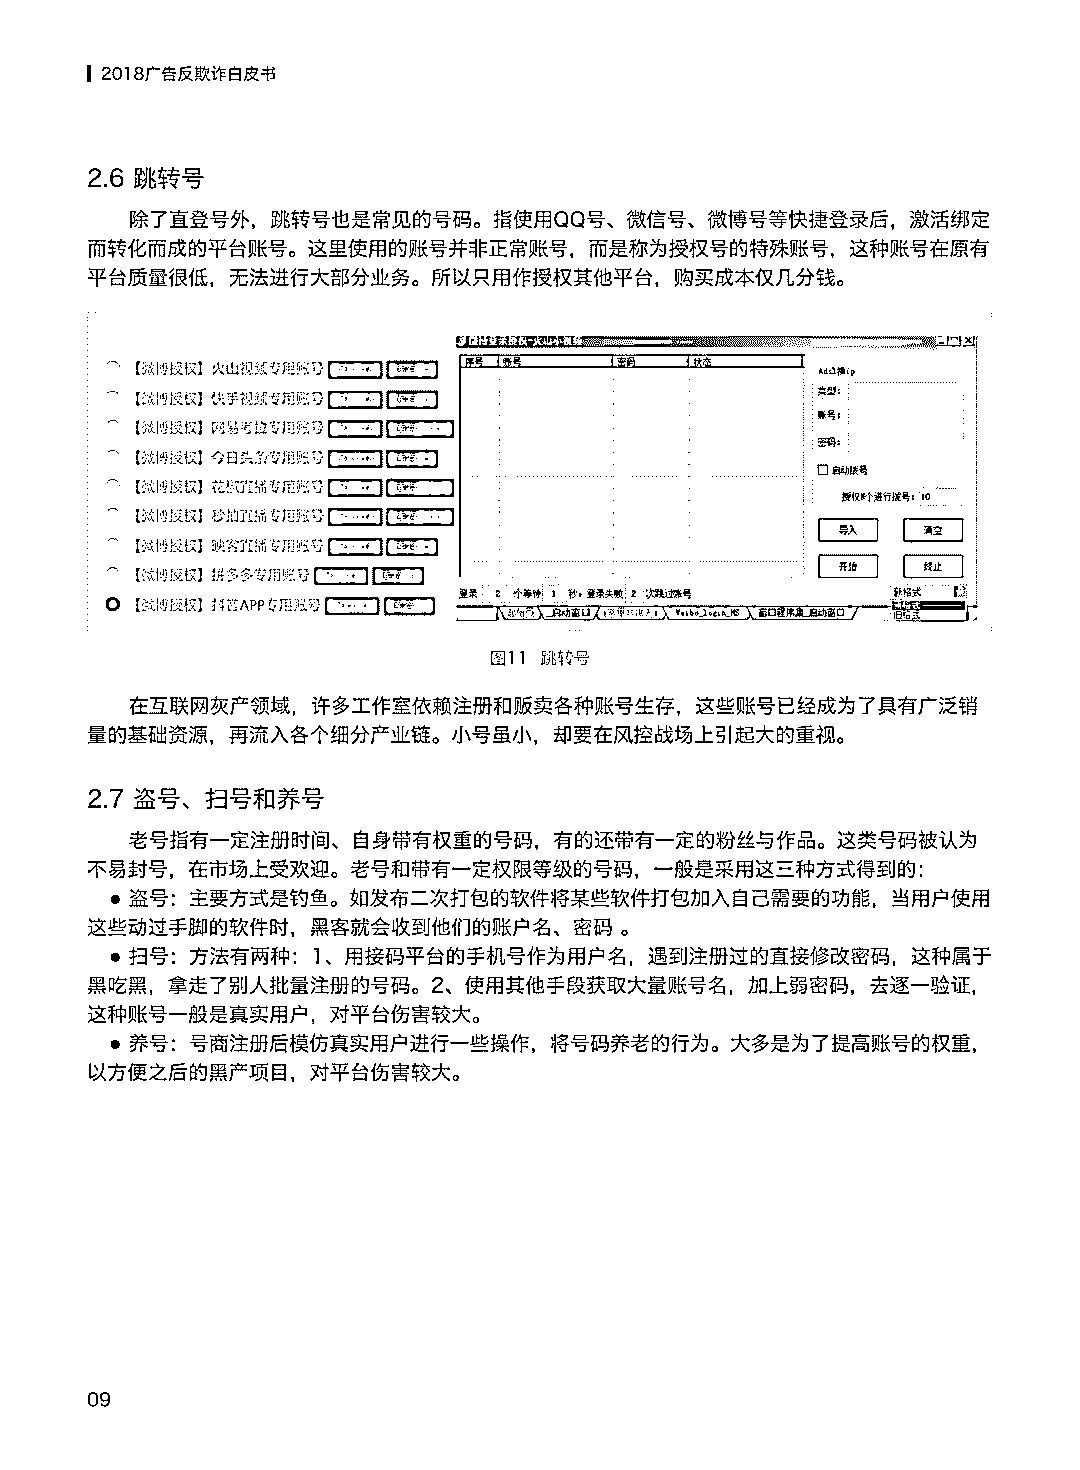 2018广告反欺诈白皮书
2.6 跳转号
除了直登号外，跳转号也是常见的号码。指使用QQ号、微信号、微博号等快捷登录后，激活绑定
而转化而成的平台账号。这里使用的账号并非正常账号，而是称为授权号的特殊账号，这种账号在原有
平台质量很低，无法进行大部分业务。所以只用作授权其他平台，购买成本仅几分钱。
【微博授权】火山视频专用账号
【微博授权】快手视频专用账号
【微博授权】网易考拉专用账号
【微博授权】今日头条专用账号
【微博授权】花椒直播专用账号
【微博授权】秒拍直播专用账号
【微博授权】映客直播专用账号
【微博授权】拼多多专用账号
【微博授权】抖音APP专用账号
序号 账号 密码 状态
Adsl换ip
类型：
账号：
密码：
启动拨号
授权#个进行拨号：10
导入 清空
开始 终止
登录 2 个等待 1 秒，登录失败 2 次跳过账号
新格式
新格式
旧格式
启动窗口 Weibo_login_MS 窗口程序集_启动窗口
图11 跳转号
在互联网灰产领域，许多工作室依赖注册和贩卖各种账号生存，这些账号已经成为了具有广泛销
量的基础资源，再流入各个细分产业链。小号虽小，却要在风控战场上引起大的重视。
2.7 盗号、扫号和养号
老号指有一定注册时间、自身带有权重的号码，有的还带有一定的粉丝与作品。这类号码被认为
不易封号，在市场上受欢迎。老号和带有一定权限等级的号码，一般是采用这三种方式得到的：
● 盗号：主要方式是钓鱼。如发布二次打包的软件将某些软件打包加入自己需要的功能，当用户使用
这些动过手脚的软件时，黑客就会收到他们的账户名、密码 。
● 扫号：方法有两种：1、用接码平台的手机号作为用户名，遇到注册过的直接修改密码，这种属于
黑吃黑，拿走了别人批量注册的号码。2、使用其他手段获取大量账号名，加上弱密码，去逐一验证，
这种账号一般是真实用户，对平台伤害较大。
● 养号：号商注册后模仿真实用户进行一些操作，将号码养老的行为。大多是为了提高账号的权重，
以方便之后的黑产项目，对平台伤害较大。
09